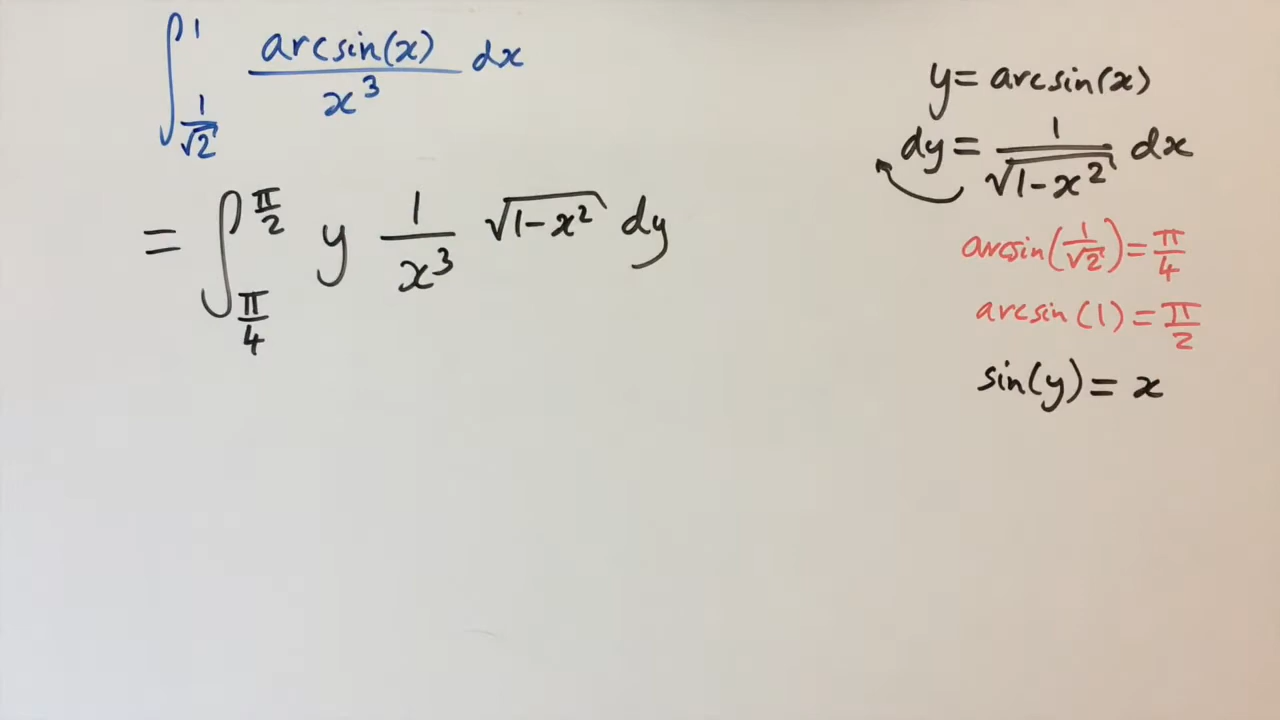 ∫_{1/√2}^{1} arcsin(x)/x³ dx
= ∫_{π/4}^{π/2} y 1/x³ √(1-x²) dy
y = arcsin(x)
dy = 1/√(1-x²) dx
arcsin(1/√2) = π/4
arcsin(1) = π/2
sin(y) = x